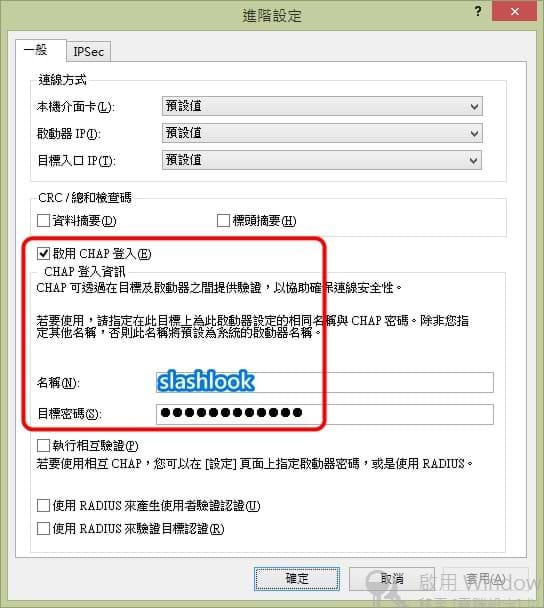 進階設定
一般
IPSec
連線方式
本機介面卡(L):
預設值
啟動器 IP(I):
預設值
目標入口 IP(T):
預設值
CRC / 總和檢查碼
資料摘要(D)
標頭摘要(H)
啟用 CHAP 登入(E)
CHAP 登入資訊
CHAP 可透過在目標及啟動器之間提供驗證，以協助確保連線安全性。
若要使用，請指定在此目標上為此啟動器設定的相同名稱與 CHAP 密碼。除非您指
定其他名稱，否則此名稱將預設為系統的啟動器名稱。
名稱(N):
slashlook
目標密碼(S):
執行相互驗證(P)
若要使用相互 CHAP，您可以在 [設定] 頁面上指定啟動器密碼，或是使用 RADIUS。
使用 RADIUS 來產生使用者驗證認證(U)
使用 RADIUS 來驗證目標認證(R)
確定
取消
套用(A)
啟用 Window